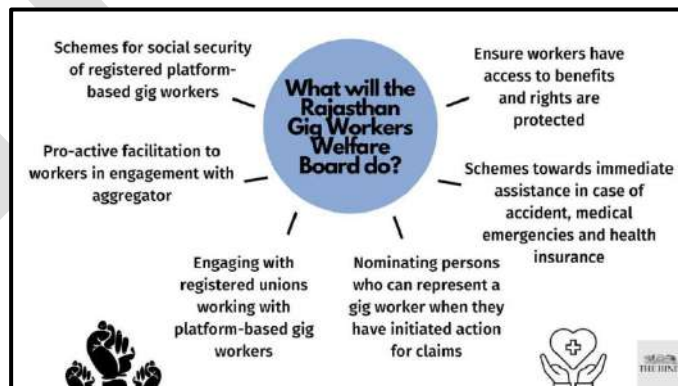 What will the
Rajasthan
Gig Workers
Welfare
Board do?
Schemes for social security
of registered platform-
based gig workers
Pro-active facilitation to
workers in engagement with
aggregator
Engaging with
registered unions
working with
platform-based gig
workers
Nominating persons
who can represent a
gig worker when they
have initiated action
for claims
Schemes towards immediate
assistance in case of
accident, medical
emergencies and health
insurance
Ensure workers have
access to benefits
and rights are
protected